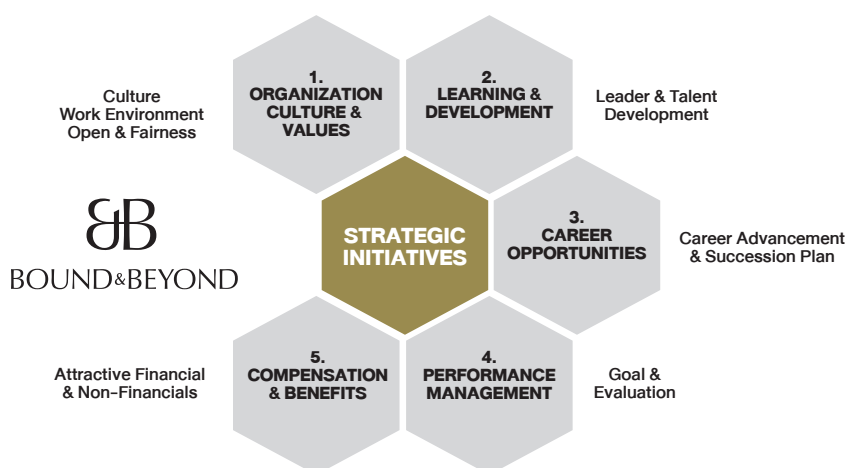 1.
ORGANIZATION
CULTURE &
VALUES
Culture
Work Environment
Open & Fairness
2.
LEARNING &
DEVELOPMENT
Leader & Talent
Development
BB
BOUND&BEYOND
STRATEGIC
INITIATIVES
3.
CAREER
OPPORTUNITIES
Career Advancement
& Succession Plan
5.
COMPENSATION
& BENEFITS
Attractive Financial
& Non-Financials
4.
PERFORMANCE
MANAGEMENT
Goal &
Evaluation